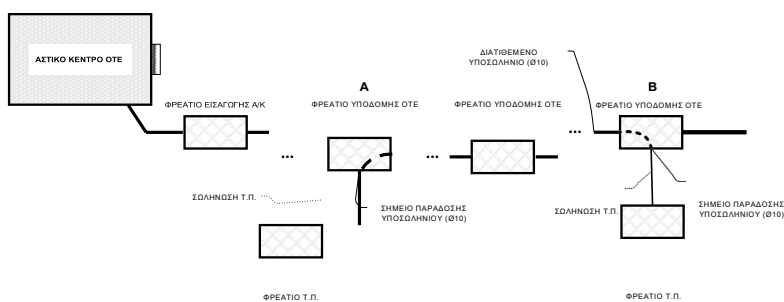 ΑΣΤΙΚΟ ΚΕΝΤΡΟ ΟΤΕ
ΦΡΕΑΤΙΟ ΕΙΣΑΓΩΓΗΣ Α/Κ
Α
ΦΡΕΑΤΙΟ ΥΠΟΔΟΜΗΣ ΟΤΕ
ΦΡΕΑΤΙΟ ΥΠΟΔΟΜΗΣ ΟΤΕ
ΔΙΑΤΙΘΕΜΕΝΟ
ΥΠΟΣΩΛΗΝΙΟ (Ø10)
Β
ΦΡΕΑΤΙΟ ΥΠΟΔΟΜΗΣ ΟΤΕ
...
...
...
ΣΩΛΗΝΩΣΗ Τ.Π.
ΣΗΜΕΙΟ ΠΑΡΑΔΟΣΗΣ
ΥΠΟΣΩΛΗΝΙΟΥ (Ø10)
ΣΩΛΗΝΩΣΗ Τ.Π.
ΣΗΜΕΙΟ ΠΑΡΑΔΟΣΗΣ
ΥΠΟΣΩΛΗΝΙΟΥ (Ø10)
ΦΡΕΑΤΙΟ Τ.Π.
ΦΡΕΑΤΙΟ Τ.Π.